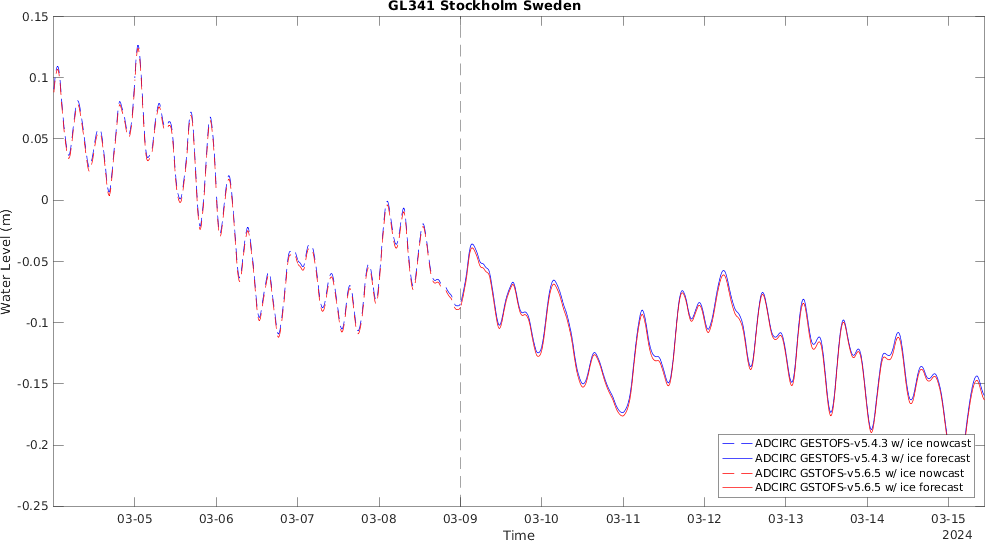 GL341 Stockholm Sweden
0.15
0.1
0.05
0
-0.05
-0.1
-0.15
-0.2
-0.25
Water Level (m)
ADCIRC GESTOFS-v5.4.3 w/ ice nowcast
ADCIRC GESTOFS-v5.4.3 w/ ice forecast
ADCIRC GSTOFS-v5.6.5 w/ ice nowcast
ADCIRC GSTOFS-v5.6.5 w/ ice forecast
03-05 03-06 03-07 03-08 03-09 03-10 03-11 03-12 03-13 03-14 03-15
Time
2024